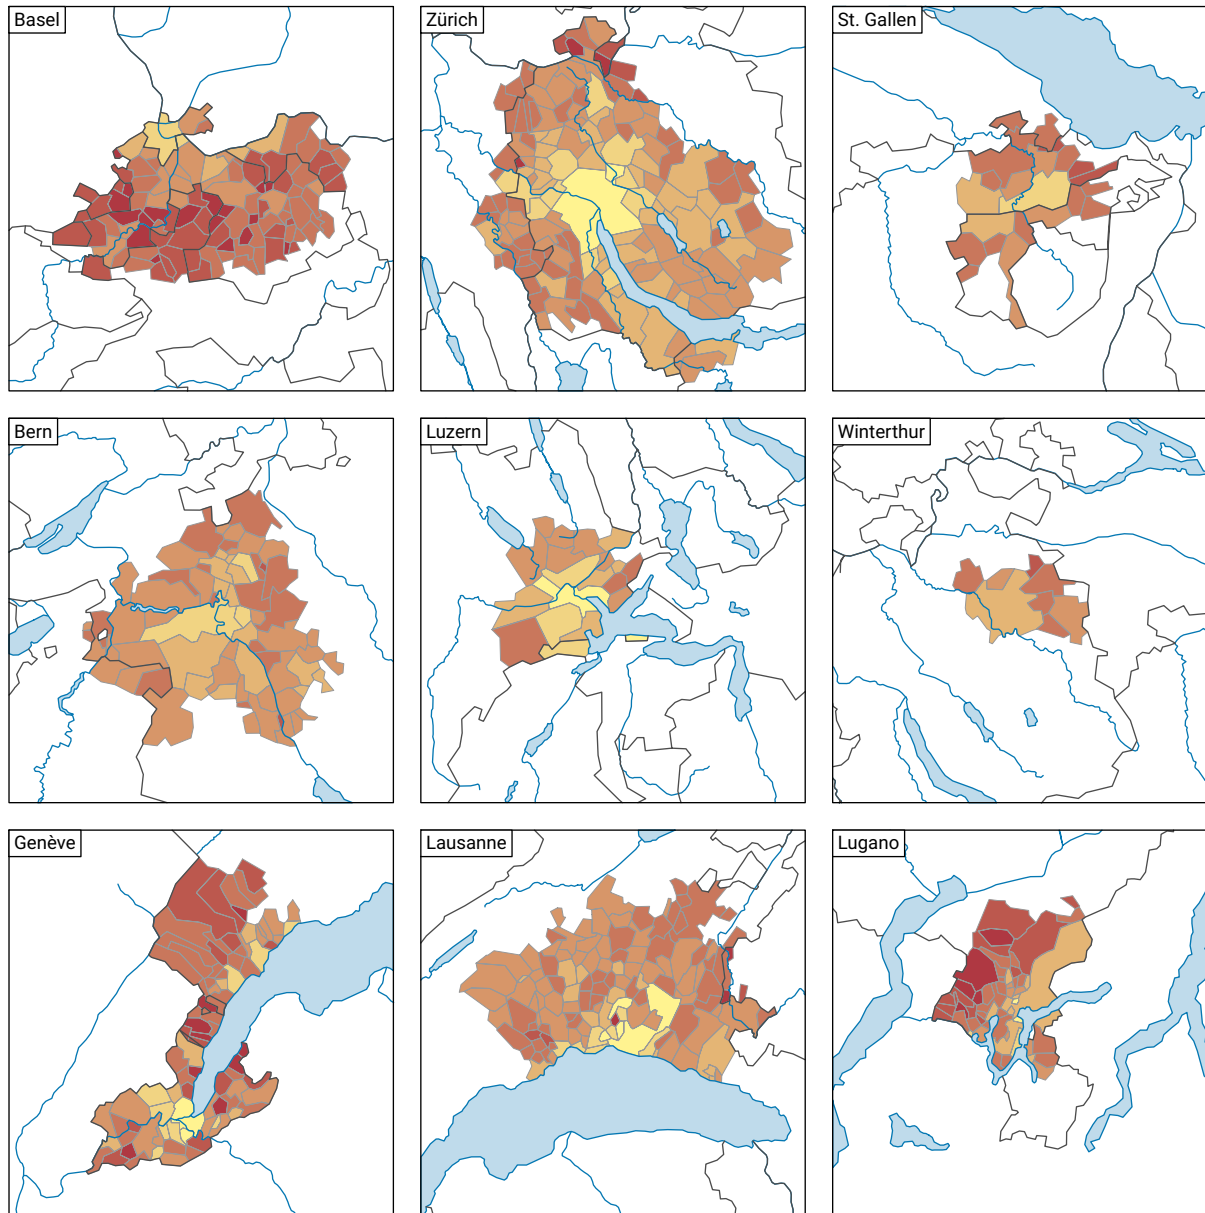 Basel
Zürich
St. Gallen
Bern
Luzern
Winterthur
Genève
Lausanne
Lugano